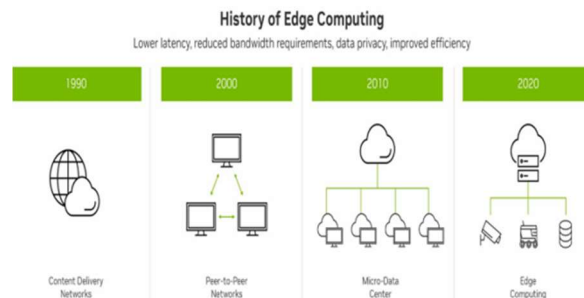 History of Edge Computing
Lower latency, reduced bandwidth requirements, data privacy, improved efficiency
1990
2000
2010
2020
Content Delivery
Networks
Peer-to-Peer
Networks
Micro-Data
Center
Edge
Computing